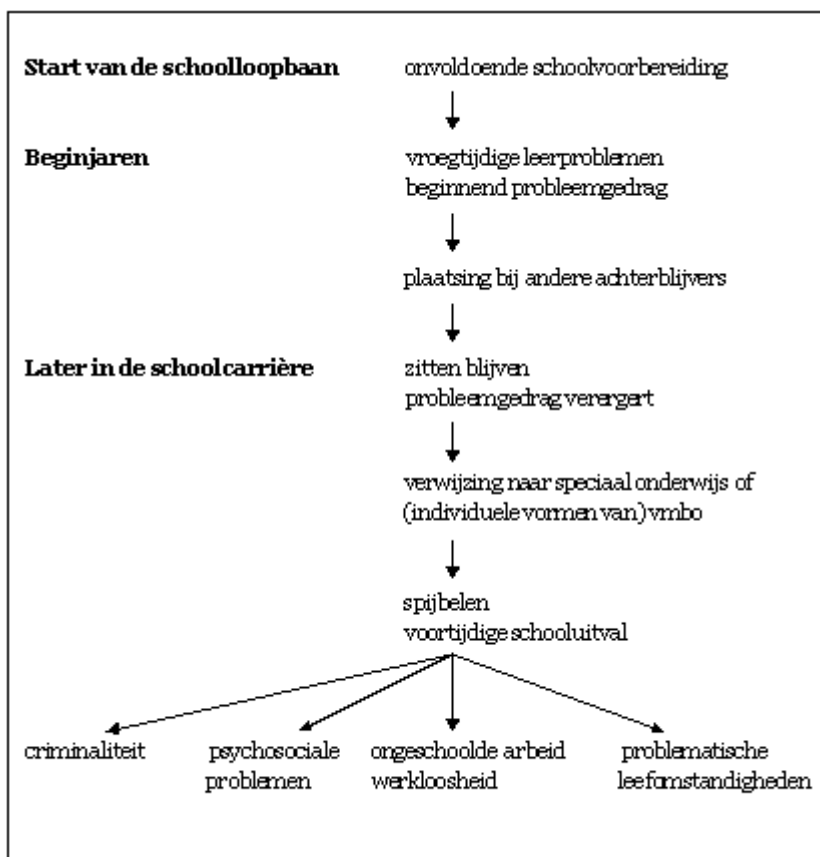 Start van de schoolloopbaan onvoldoende schoolvoorbereiding
Beginjaren vroegtijdige leerproblemen
beginnend probleemgedrag
plaatsing bij andere achterblijvers
Later in de schoolcarrière zitten blijven
probleemgedrag verergert
verwijzing naar speciaal onderwijs of
(individuele vormen van) vmbo
spijbelen
voortijdige schooluitval
criminaliteit psychosociale ongeschoolde arbeid problematische
problemen werkloosheid leefomstandigheden